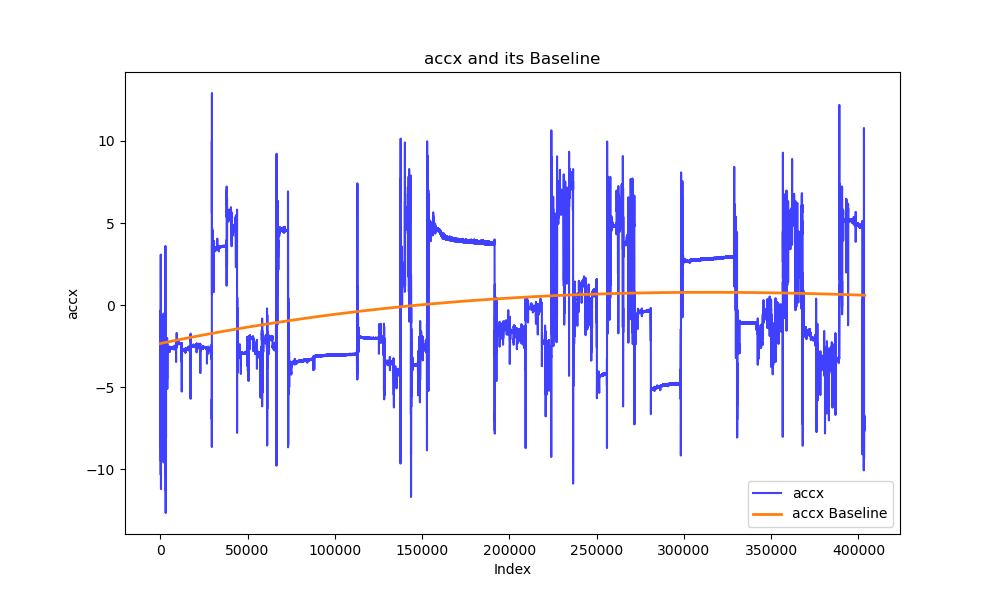 accx and its Baseline
accx
10
5
0
−5
−10
0
50000
100000
150000
200000
250000
300000
350000
400000
Index
accx
accx Baseline